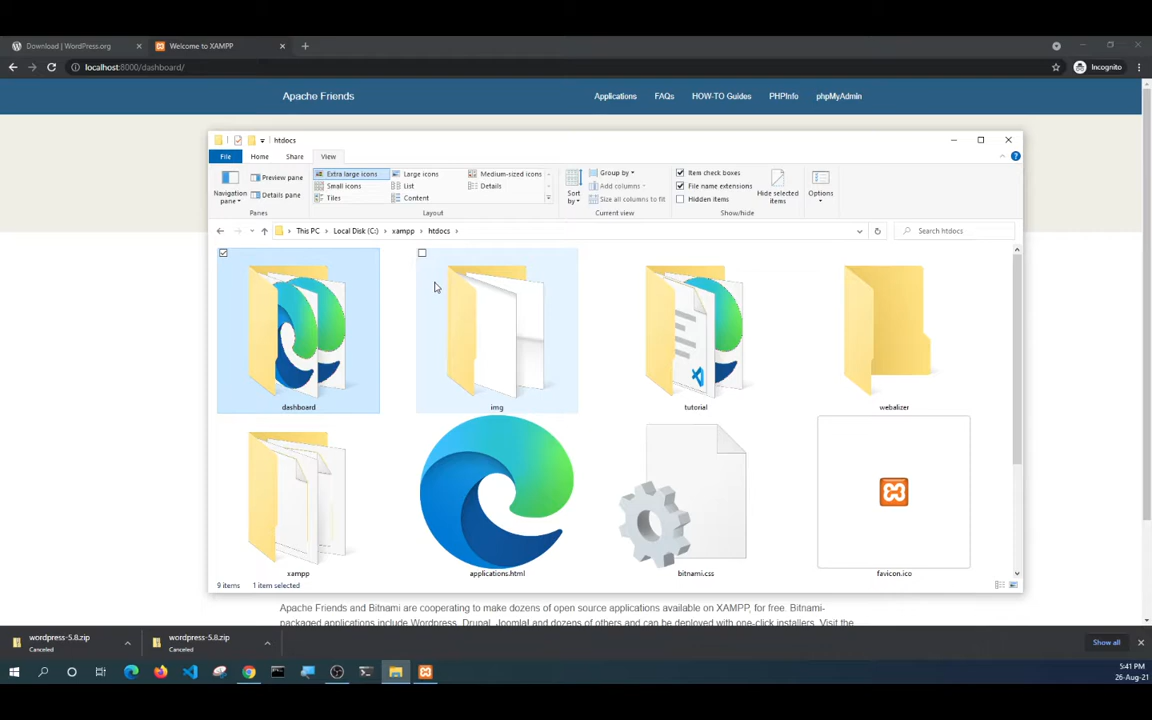 Download | WordPress.org
Welcome to XAMPP
localhost:8000/dashboard/
Incognito
Apache Friends
Applications
FAQs
HOW-TO Guides
PHPInfo
phpMyAdmin
htdocs
File
Home
Share
View
Navigation pane
Preview pane
Details pane
Panes
Extra large icons
Large icons
Medium-sized icons
Small icons
List
Details
Tiles
Content
Layout
Sort by
Group by
Add columns
Size all columns to fit
Current view
Item check boxes
File name extensions
Hidden items
Hide selected items
Show/hide
Options
This PC > Local Disk (C:) > xampp > htdocs >
Search htdocs
dashboard
img
tutorial
webalizer
xampp
applications.html
bitnami.css
favicon.ico
9 items
1 item selected
Apache Friends and Bitnami are cooperating to make dozens of open source applications available on XAMPP, for free. Bitnami-
packaged applications include Wordpress, Drupal, Joomla! and dozens of others and can be deployed with one-click installers. Visit the
wordpress-5.8.zip
Canceled
wordpress-5.8.zip
Canceled
Show all
5:41 PM
26-Aug-21